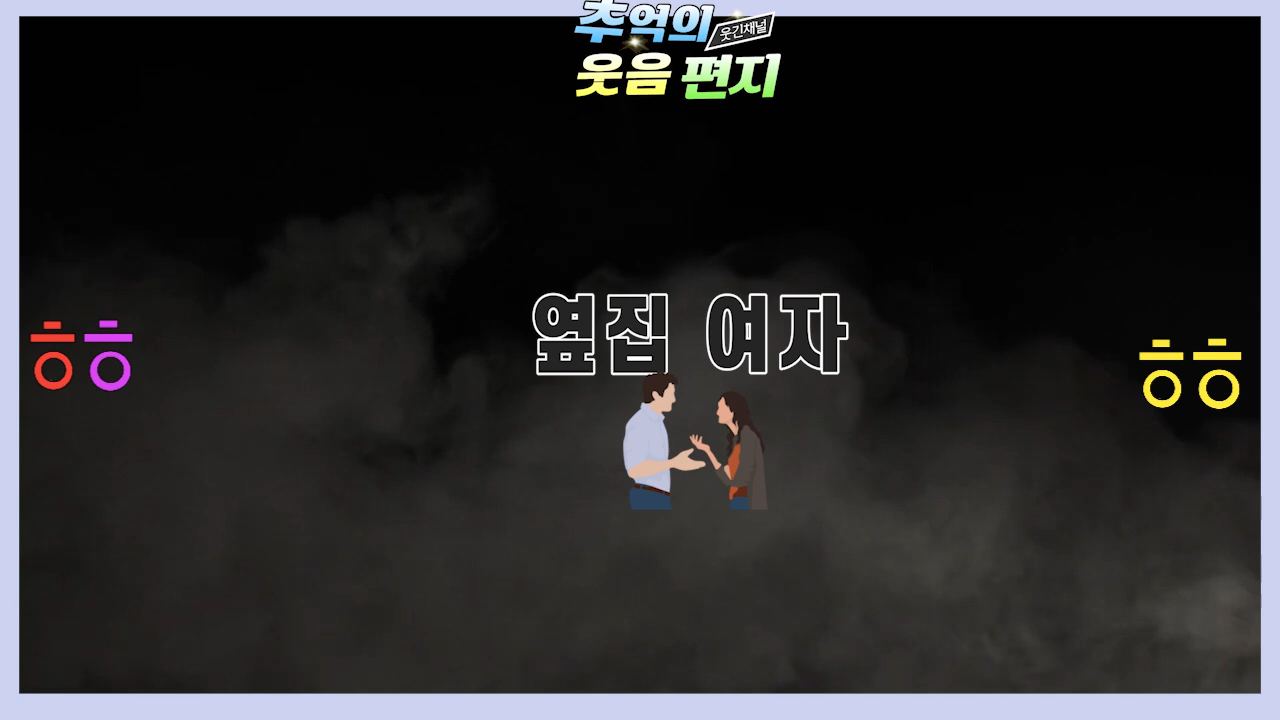 추억의
웃긴채널
웃음 편지
옆집 여자
ㅎㅎ
ㅎㅎ